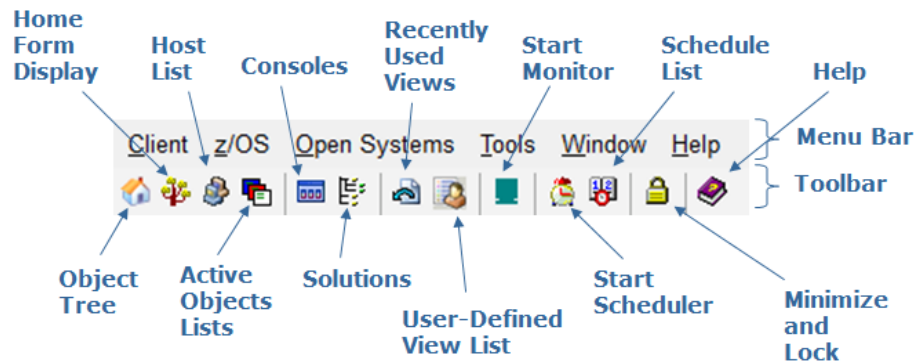 Home
Form
Display
Host
List
Consoles
Recently
Used
Views
Start
Monitor
Schedule
List
Help
Client z/OS Open Systems Tools Window Help
Menu Bar
Toolbar
Object
Tree
Active
Objects
Lists
Solutions
User-Defined
View List
Start
Scheduler
Minimize
and
Lock